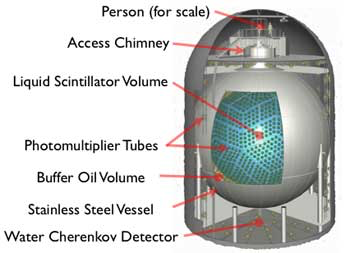 Person (for scale)
Access Chimney
Liquid Scintillator Volume
Photomultiplier Tubes
Buffer Oil Volume
Stainless Steel Vessel
Water Cherenkov Detector